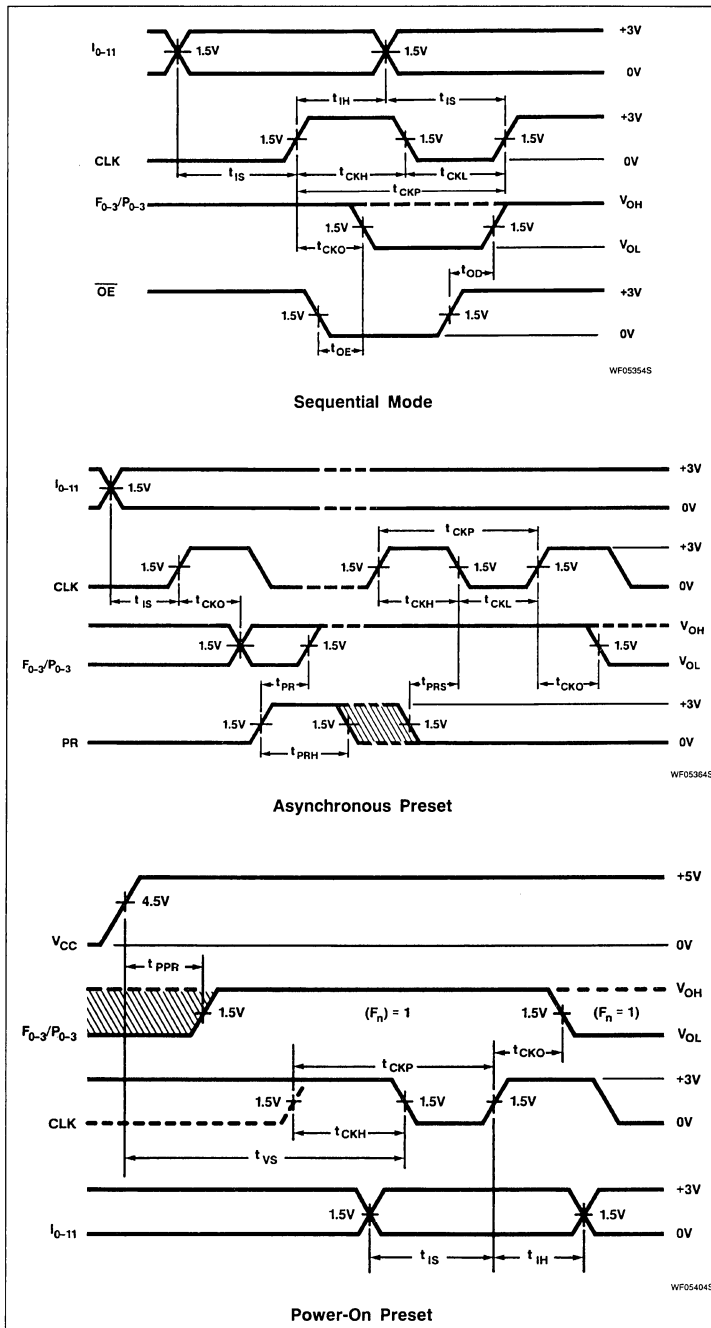 I0-11
1.5V
1.5V
+3V
0V
tIH
tIS
CLK
1.5V
1.5V
1.5V
+3V
0V
tIS
tCKH
tCKL
tCKP
F0-3/P0-3
VOH
1.5V
1.5V
VOL
tCKO
tOD
OE
+3V
1.5V
1.5V
0V
tOE
WF05354S
Sequential Mode
I0-11
1.5V
+3V
0V
tCKP
CLK
1.5V
1.5V
1.5V
1.5V
+3V
0V
tIS
tCKO
tCKH
tCKL
F0-3/P0-3
1.5V
1.5V
1.5V
VOH
VOL
tPR
tPRS
tCKO
PR
1.5V
1.5V
1.5V
+3V
0V
tPRH
WF05364S
Asynchronous Preset
+5V
4.5V
VCC
0V
tPPR
VOH
F0-3/P0-3
1.5V
(Fn) = 1
1.5V
(Fn = 1)
VOL
tCKP
tCKO
+3V
CLK
1.5V
1.5V
1.5V
0V
tCKH
tVS
+3V
I0-11
1.5V
1.5V
0V
tIS
tIH
WF05404S
Power-On Preset